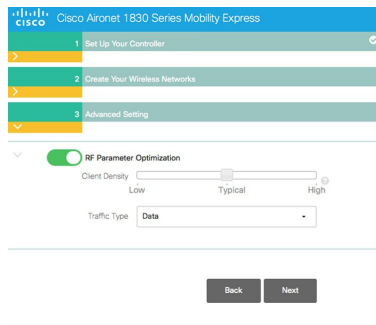 CISCO Cisco Aironet 1830 Series Mobility Express
1 Set Up Your Controller
2 Create Your Wireless Networks
3 Advanced Setting
RF Parameter Optimization
Client Density
Low Typical High
Traffic Type Data
Back Next